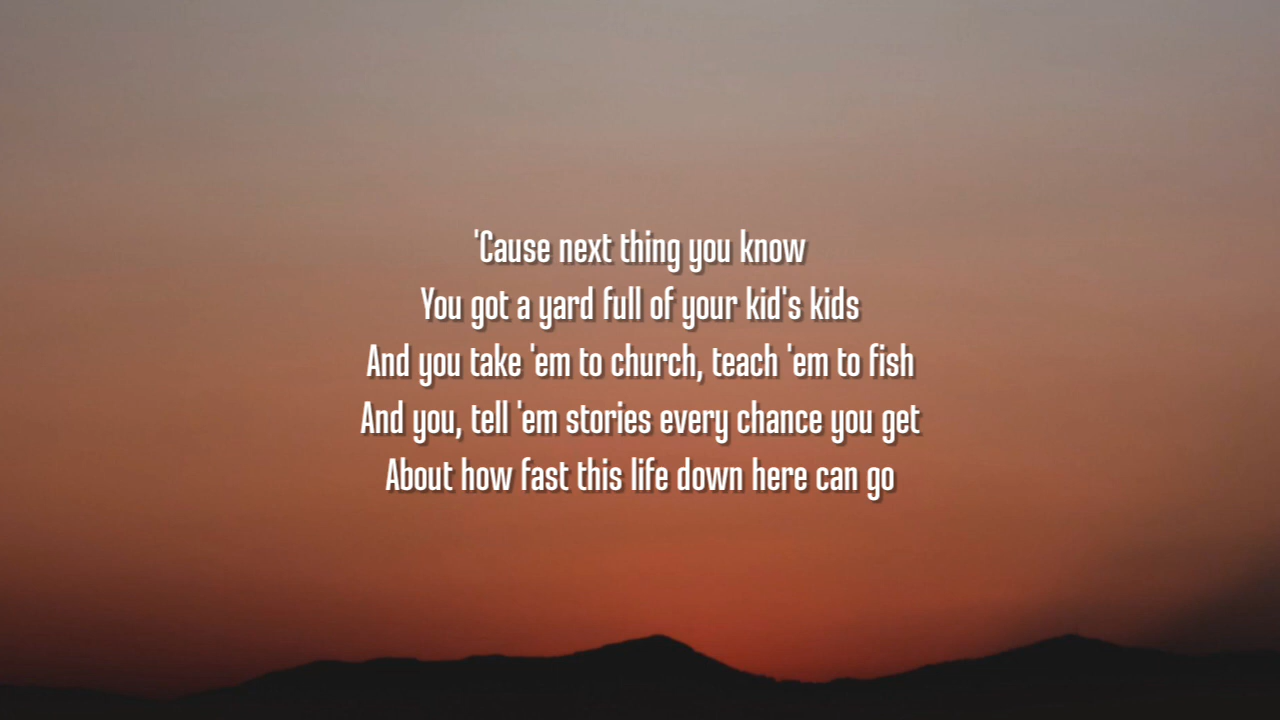 'Cause next thing you know
You got a yard full of your kid's kids
And you take 'em to church, teach 'em to fish
And you, tell 'em stories every chance you get
About how fast this life down here can go